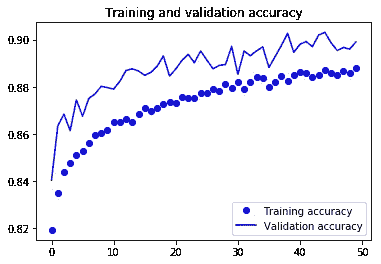 Training and validation accuracy
0.90
0.88
0.86
0.84
0.82
0 10 20 30 40 50
Training accuracy
Validation accuracy